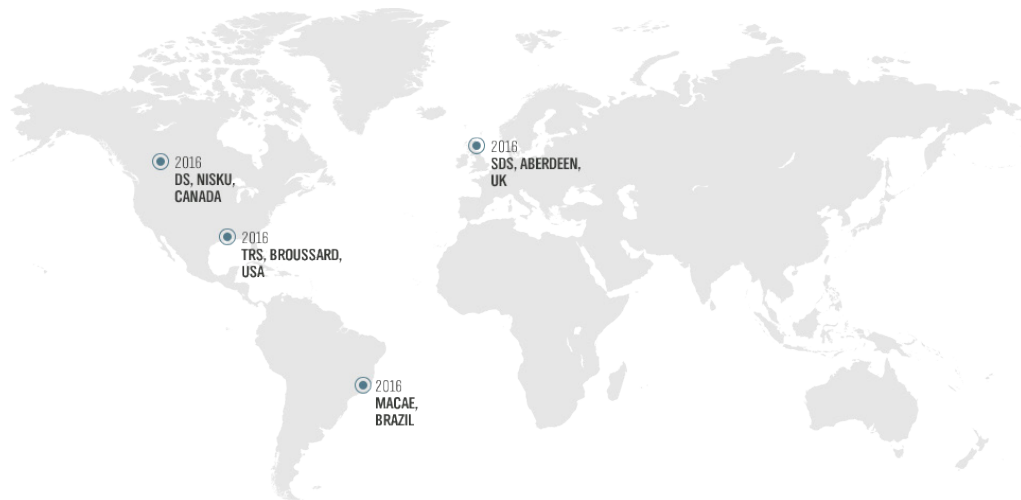 2016
SDS, ABERDEEN,
UK
2016
DS, NISKU,
CANADA
2016
TRS, BROUSSARD,
USA
2016
MACAE,
BRAZIL